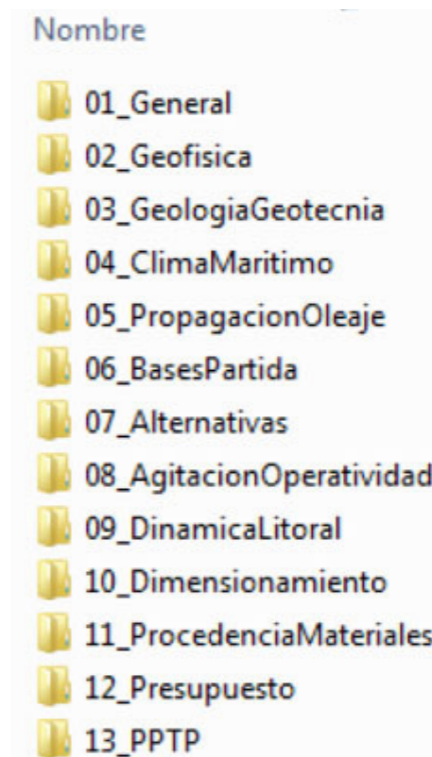 Nombre
01_General
02_Geofisica
03_GeologiaGeotecnia
04_ClimaMaritimo
05_PropagacionOleaje
06_BasesPartida
07_Alternativas
08_AgitacionOperatividad
09_DinamicaLitoral
10_Dimensionamiento
11_ProcedenciaMateriales
12_Presupuesto
13_PPTP